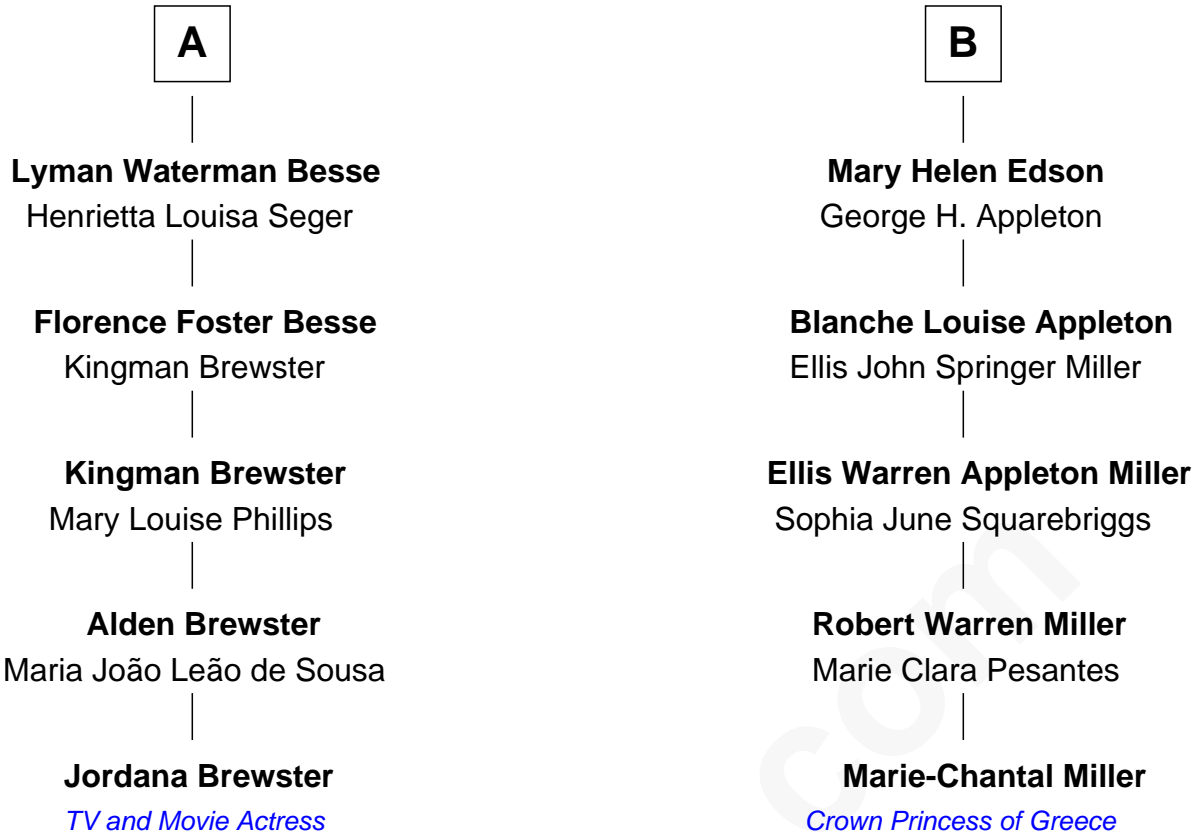 A
B
Lyman Waterman Besse
Henrietta Louisa Seger
Mary Helen Edson
George H. Appleton
Florence Foster Besse
Kingman Brewster
Blanche Louise Appleton
Ellis John Springer Miller
Kingman Brewster
Mary Louise Phillips
Ellis Warren Appleton Miller
Sophia June Squarebriggs
Alden Brewster
Maria João Leão de Sousa
Robert Warren Miller
Marie Clara Pesantes
Jordana Brewster
TV and Movie Actress
Marie-Chantal Miller
Crown Princess of Greece
com